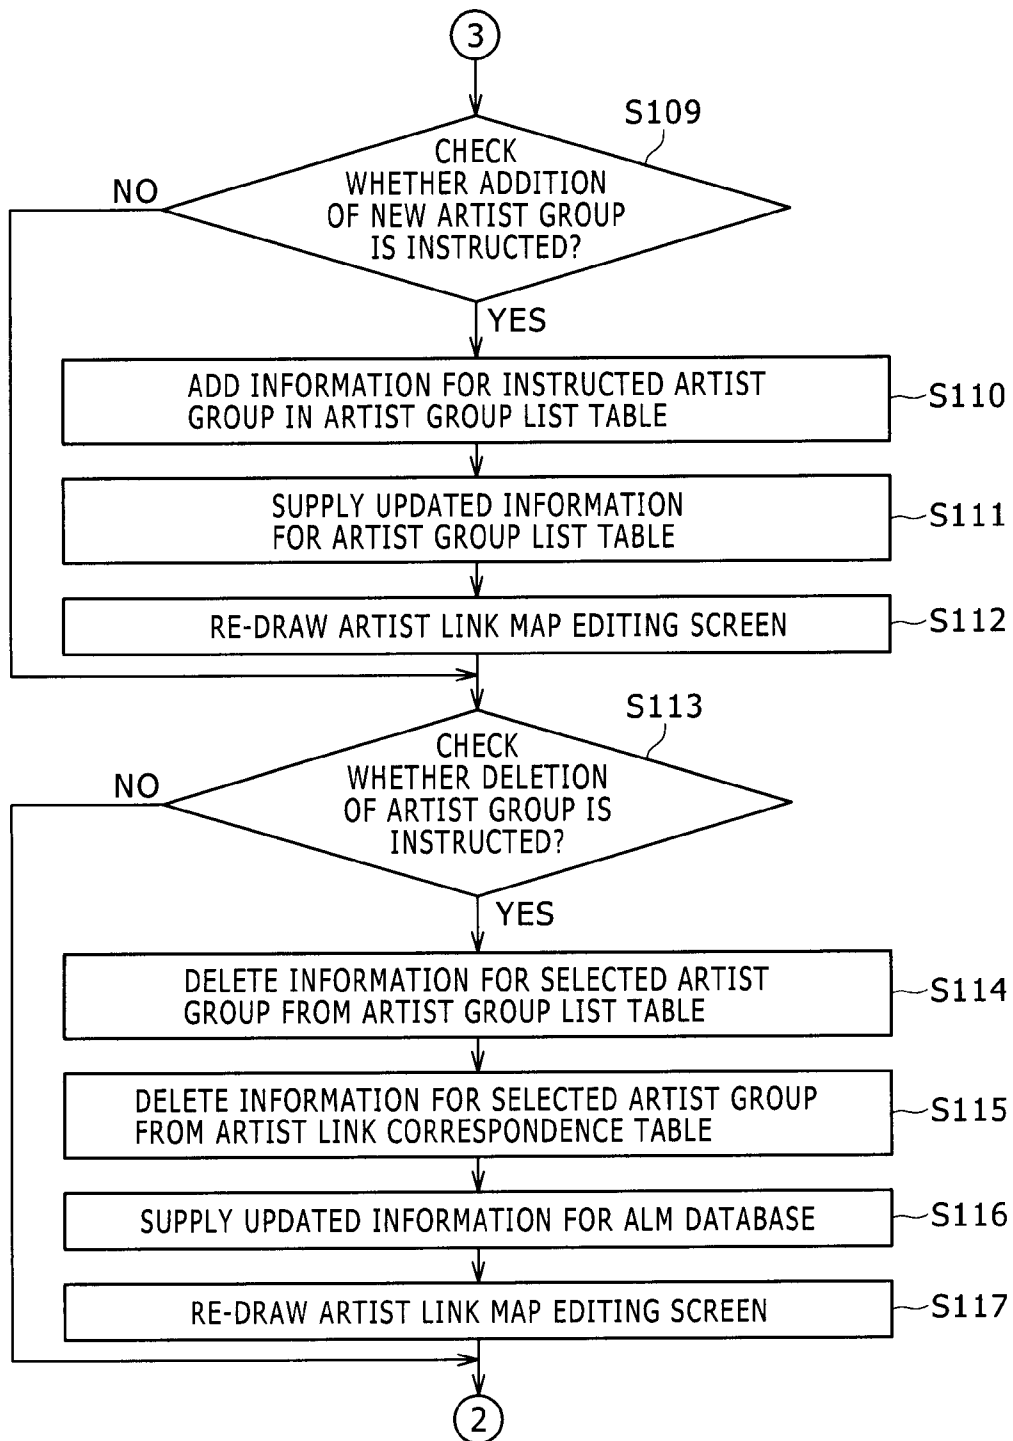 3
S109
CHECK
WHETHER ADDITION
OF NEW ARTIST GROUP
IS INSTRUCTED?
NO
YES
ADD INFORMATION FOR INSTRUCTED ARTIST
GROUP IN ARTIST GROUP LIST TABLE
S110
SUPPLY UPDATED INFORMATION
FOR ARTIST GROUP LIST TABLE
S111
RE-DRAW ARTIST LINK MAP EDITING SCREEN
S112
S113
CHECK
WHETHER DELETION
OF ARTIST GROUP IS
INSTRUCTED?
NO
YES
DELETE INFORMATION FOR SELECTED ARTIST
GROUP FROM ARTIST GROUP LIST TABLE
S114
DELETE INFORMATION FOR SELECTED ARTIST GROUP
FROM ARTIST LINK CORRESPONDENCE TABLE
S115
SUPPLY UPDATED INFORMATION FOR ALM DATABASE
S116
RE-DRAW ARTIST LINK MAP EDITING SCREEN
S117
2